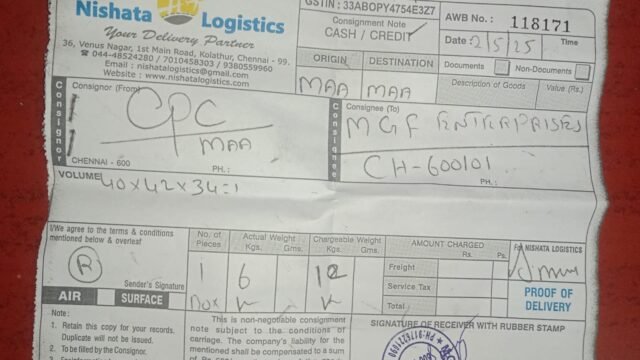 Nishata Logistics
Your Delivery Partner
36, Venus Nagar, 1st Main Road, Kolathur, Chennai - 99.
☎ 044-48524280 / 7010458303 / 9380559960
Email : nishatalogistics@gmail.com
Website : www.nishatalogistics.com
GSTIN : 33ABOPY4754E3Z7
Consignment Note
CASH / CREDIT
AWB No. : 118171
Date : 2/5/25 Time
ORIGIN DESTINATION
MAA MAA
Documents Non-Documents
Description of Goods Value (Rs.)
Consignor
Consignor (From)
CPC
MAA
CHENNAI - 600 PH. :
Consignee
Consignee (To)
MGF ENTERPRISES
CH-600101
PH. :
VOLUME 40x42x34=1
I/We agree to the terms & conditions
mentioned below & overleaf
R
Sender's Signature
AIR SURFACE
No. of Pieces Actual Weight Kgs. Gms. Chargeable Weight Kgs. Gms.
1 6 12
AMOUNT CHARGED
Rs. Ps.
Freight
Service Tax
Total
For NISHATA LOGISTICS
PROOF OF
DELIVERY
Note :
1. Retain this copy for your records.
Duplicate will not be issued.
2. To be filled by the Consignor.
This is non-negotiable consignment
note subject to the conditions of
carriage. The company's liability for
the mentioned shall be compensated to a sum
SIGNATURE OF RECEIVER WITH RUBBER STAMP